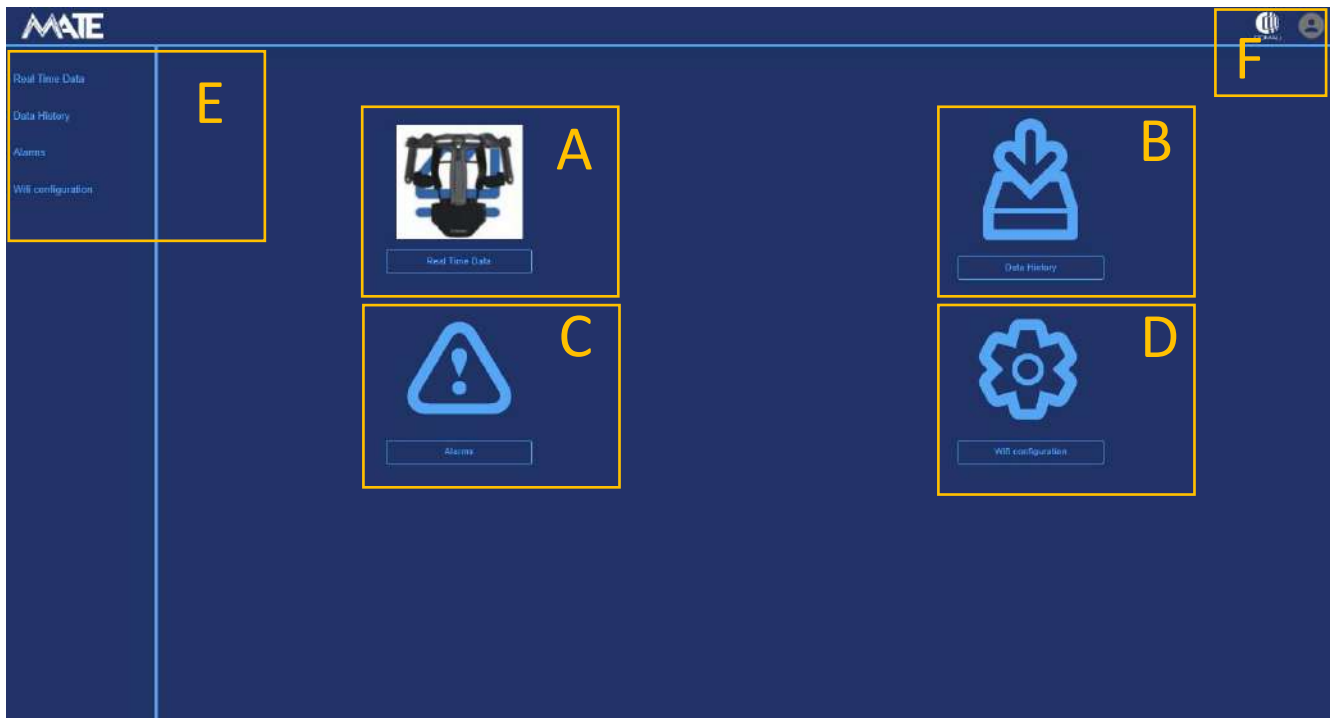 MATE
F
Real Time Data
E
Data History
Alarms
Wifi configuration
A
B
Real Time Data
Data History
C
D
Alarms
Wifi configuration